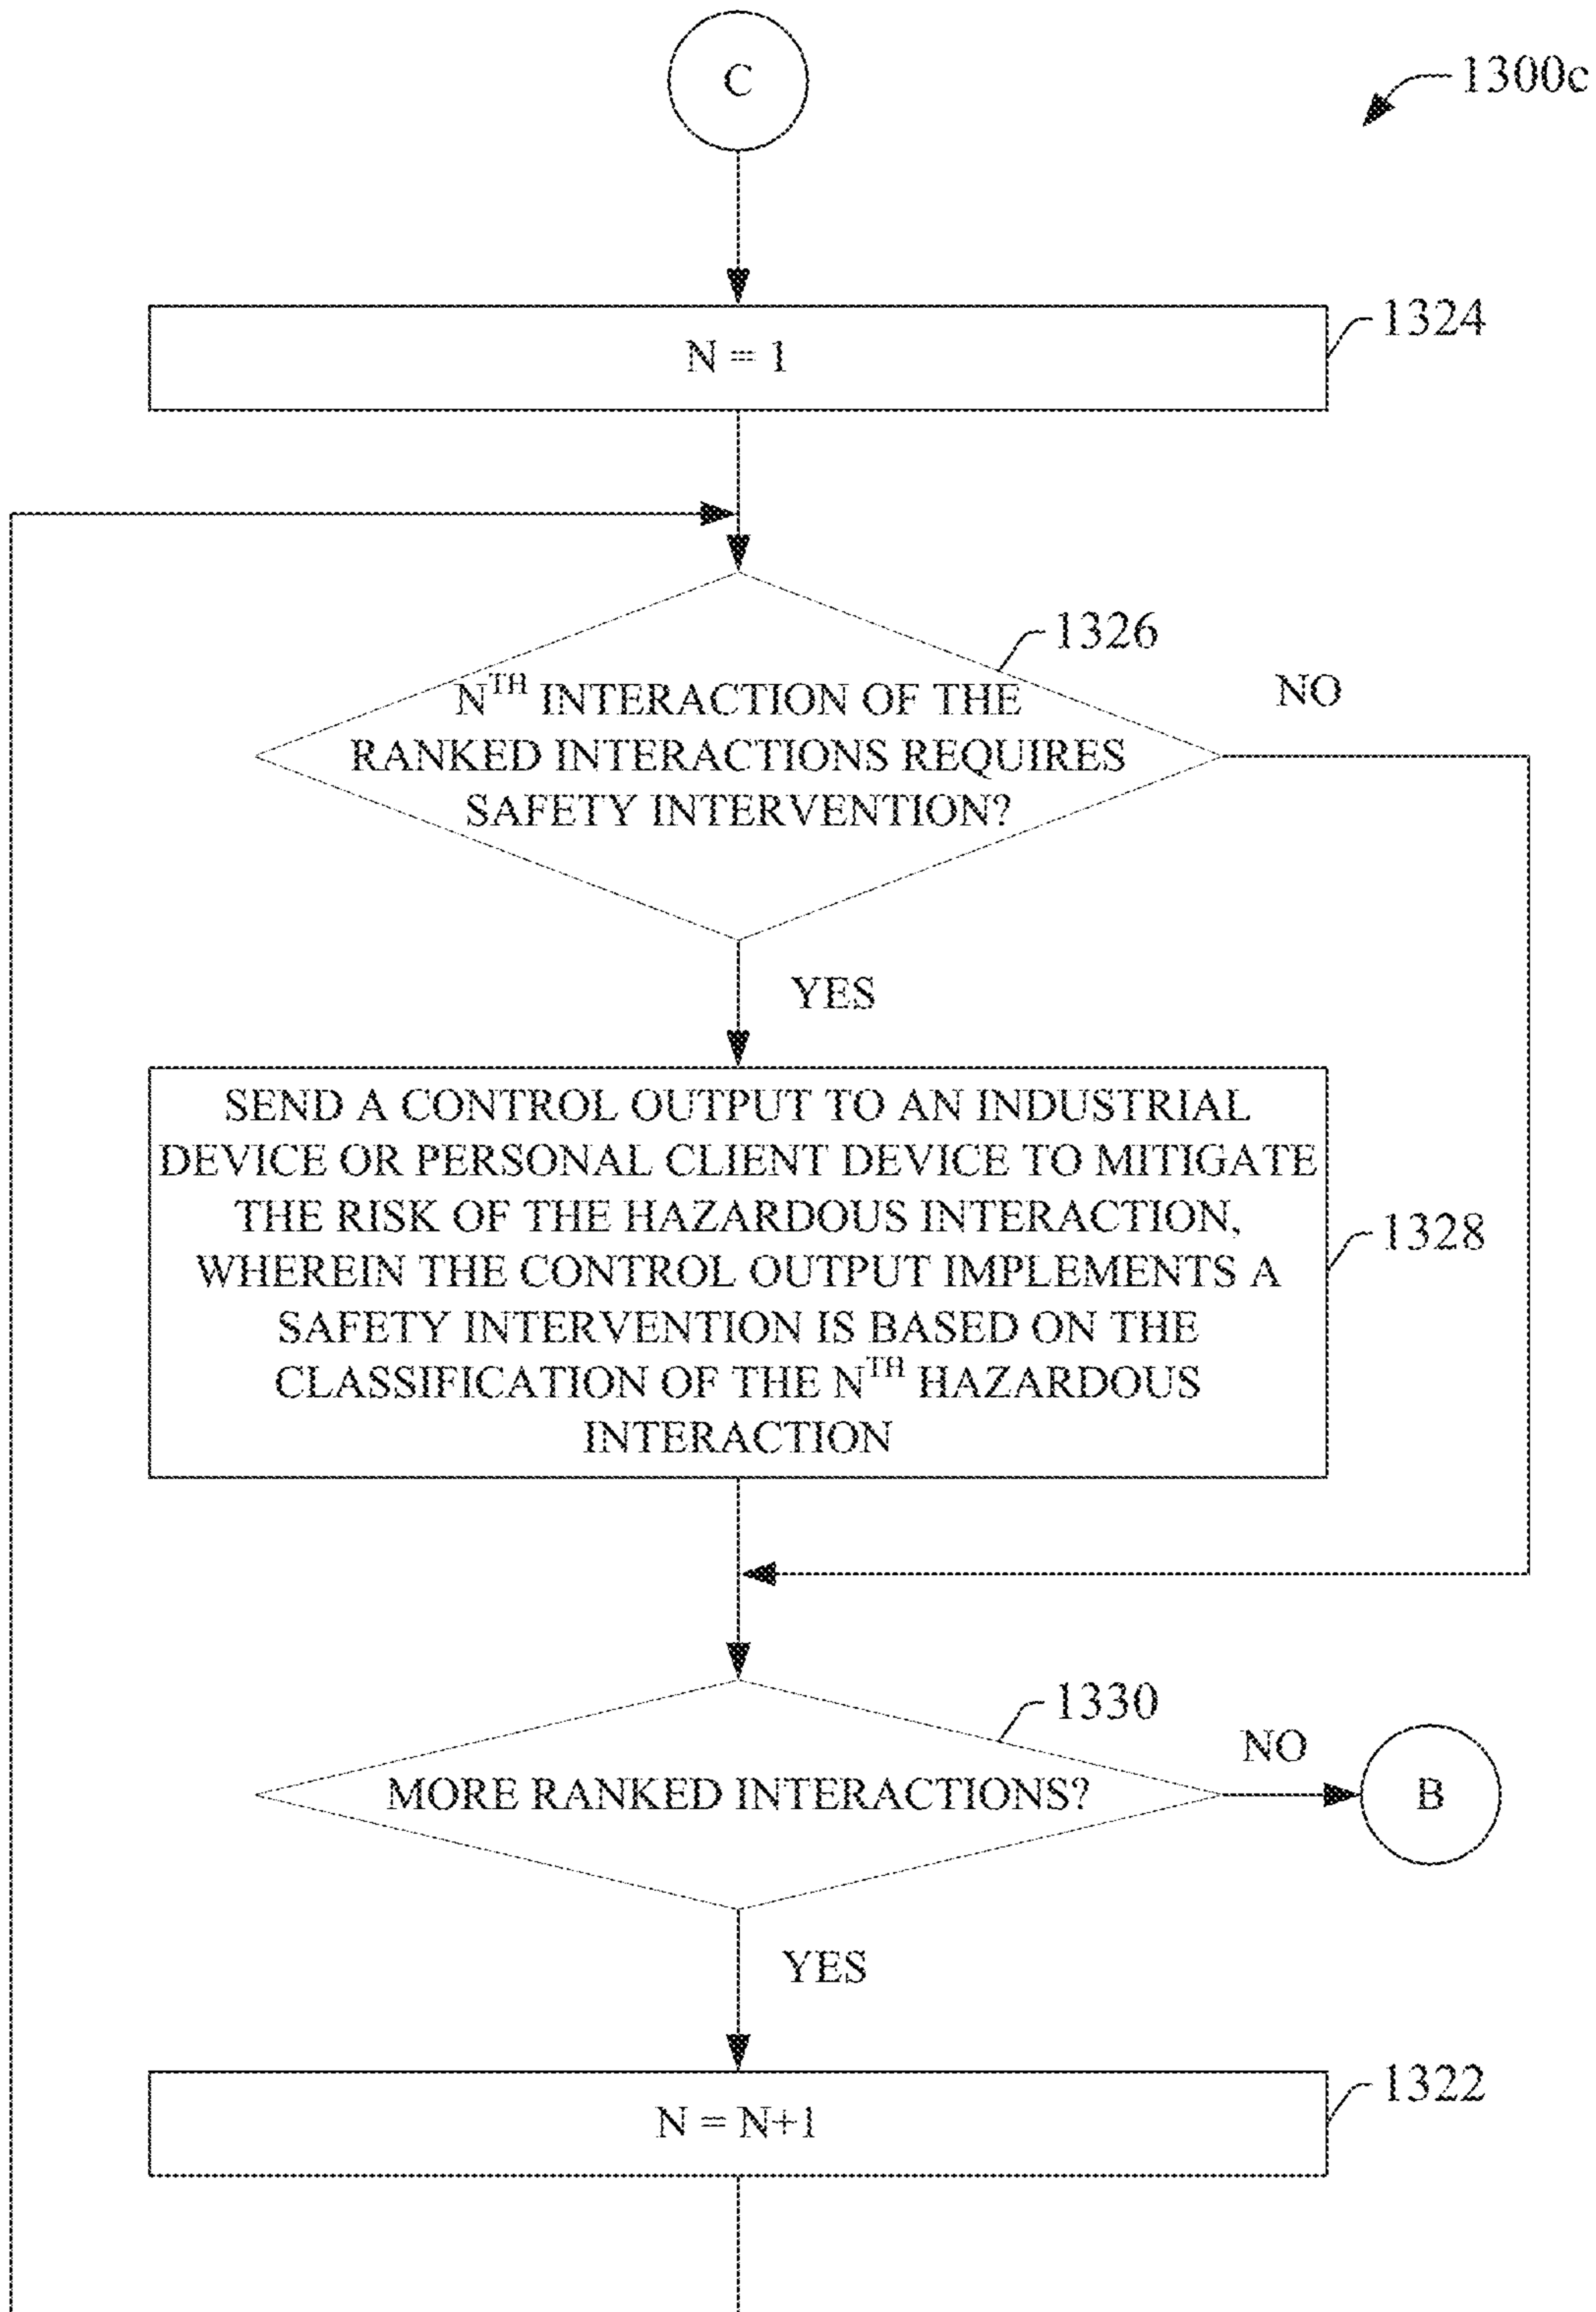 C
1300c
1324
N = 1
1326
N^TH INTERACTION OF THE
RANKED INTERACTIONS REQUIRES
SAFETY INTERVENTION?
NO
YES
SEND A CONTROL OUTPUT TO AN INDUSTRIAL
DEVICE OR PERSONAL CLIENT DEVICE TO MITIGATE
THE RISK OF THE HAZARDOUS INTERACTION,
WHEREIN THE CONTROL OUTPUT IMPLEMENTS A
SAFETY INTERVENTION IS BASED ON THE
CLASSIFICATION OF THE N^TH HAZARDOUS
INTERACTION
1328
1330
MORE RANKED INTERACTIONS?
NO
B
YES
1322
N = N+1